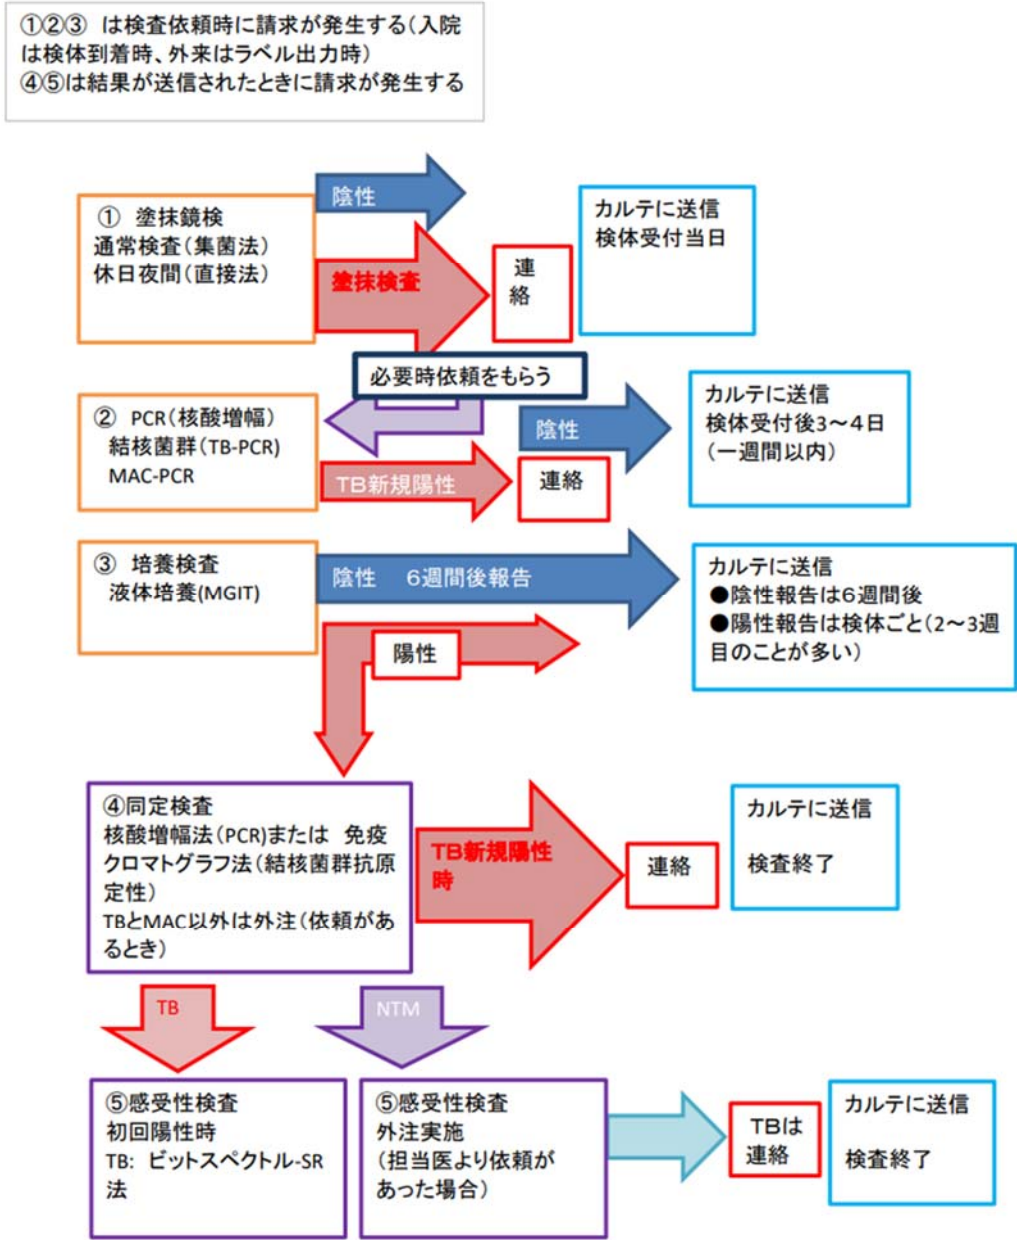 ①②③ は検査依頼時に請求が発生する(入院
は検体到着時、外来はラベル出力時)
④⑤は結果が送信されたときに請求が発生する
① 塗抹鏡検
通常検査(集菌法)
休日夜間(直接法)
陰性
塗抹検査
連
絡
カルテに送信
検体受付当日
必要時依頼をもらう
② PCR(核酸増幅)
結核菌群(TB-PCR)
MAC-PCR
陰性
TB新規陽性
連絡
カルテに送信
検体受付後3～4日
(一週間以内)
③ 培養検査
液体培養(MGIT)
陰性 6週間後報告
陽性
カルテに送信
●陰性報告は6週間後
●陽性報告は検体ごと(2～3週
目のことが多い)
④同定検査
核酸増幅法(PCR)または 免疫
クロマトグラフ法(結核菌群抗原
定性)
TBとMAC以外は外注(依頼があ
るとき)
TB新規陽性
時
連絡
カルテに送信
検査終了
TB
NTM
⑤感受性検査
初回陽性時
TB: ビットスペクトル-SR
法
⑤感受性検査
外注実施
(担当医より依頼が
あった場合)
TBは
連絡
カルテに送信
検査終了